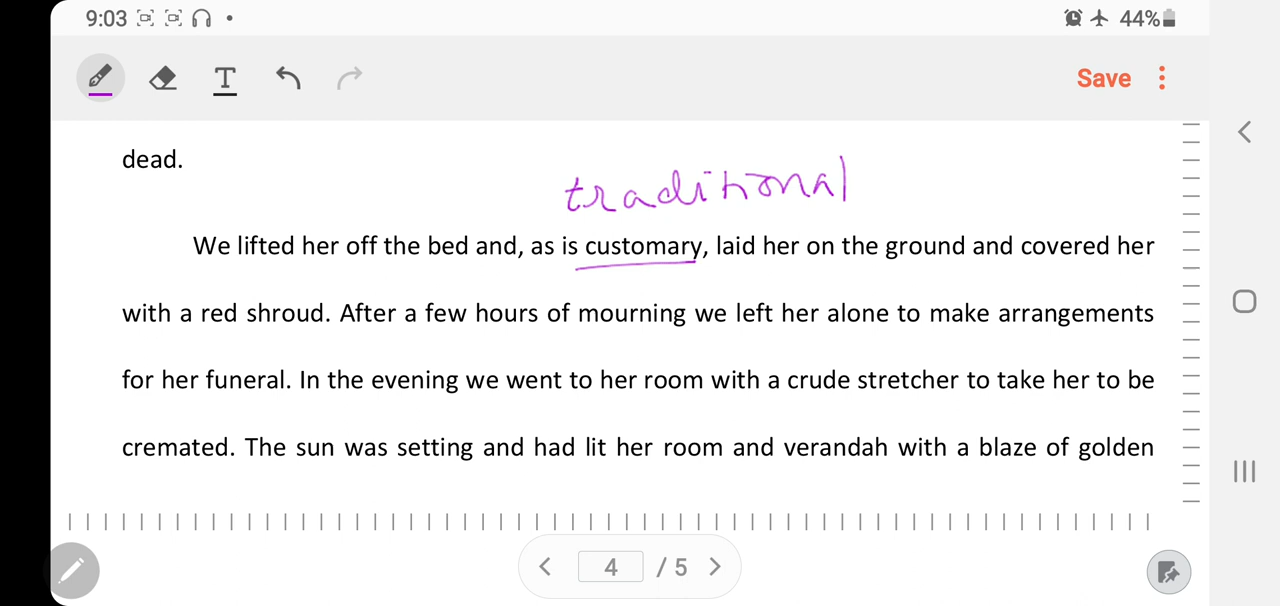 9:03
44%
T
Save
dead.
traditional
We lifted her off the bed and, as is customary, laid her on the ground and covered her
with a red shroud. After a few hours of mourning we left her alone to make arrangements
for her funeral. In the evening we went to her room with a crude stretcher to take her to be
cremated. The sun was setting and had lit her room and verandah with a blaze of golden
4 / 5